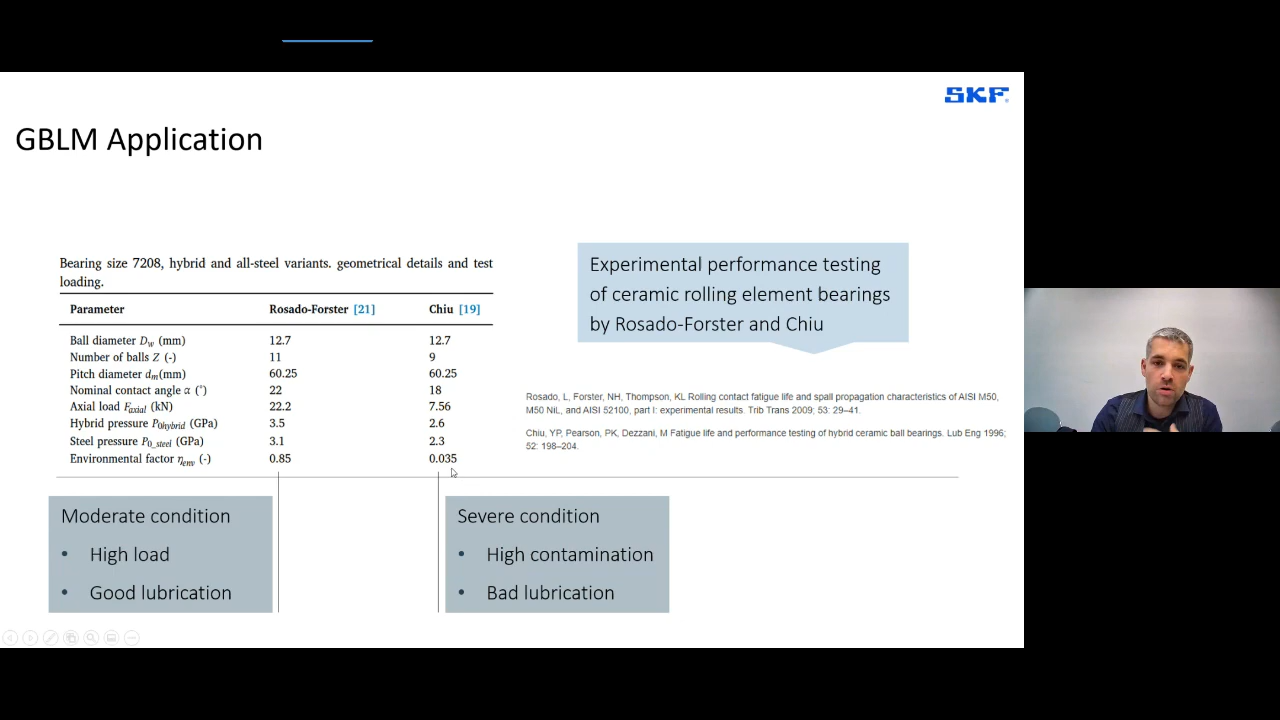 SKF
GBLM Application
Bearing size 7208, hybrid and all-steel variants. geometrical details and test
loading.
Parameter Rosado-Forster [21] Chiu [19]
Ball diameter Dw (mm) 12.7 12.7
Number of balls Z (-) 11 9
Pitch diameter dm(mm) 60.25 60.25
Nominal contact angle α (°) 22 18
Axial load Faxial (kN) 22.2 7.56
Hybrid pressure P0hybrid (GPa) 3.5 2.6
Steel pressure P0_steel (GPa) 3.1 2.3
Environmental factor ηenv (-) 0.85 0.035
Experimental performance testing
of ceramic rolling element bearings
by Rosado-Forster and Chiu
Rosado, L, Forster, NH, Thompson, KL Rolling contact fatigue life and spall propagation characteristics of AISI M50,
M50 NiL, and AISI 52100, part I: experimental results. Trib Trans 2009; 53: 29–41.
Chiu, YP, Pearson, PK, Dezzani, M Fatigue life and performance testing of hybrid ceramic ball bearings. Lub Eng 1996;
52: 198–204.
Moderate condition
• High load
• Good lubrication
Severe condition
• High contamination
• Bad lubrication